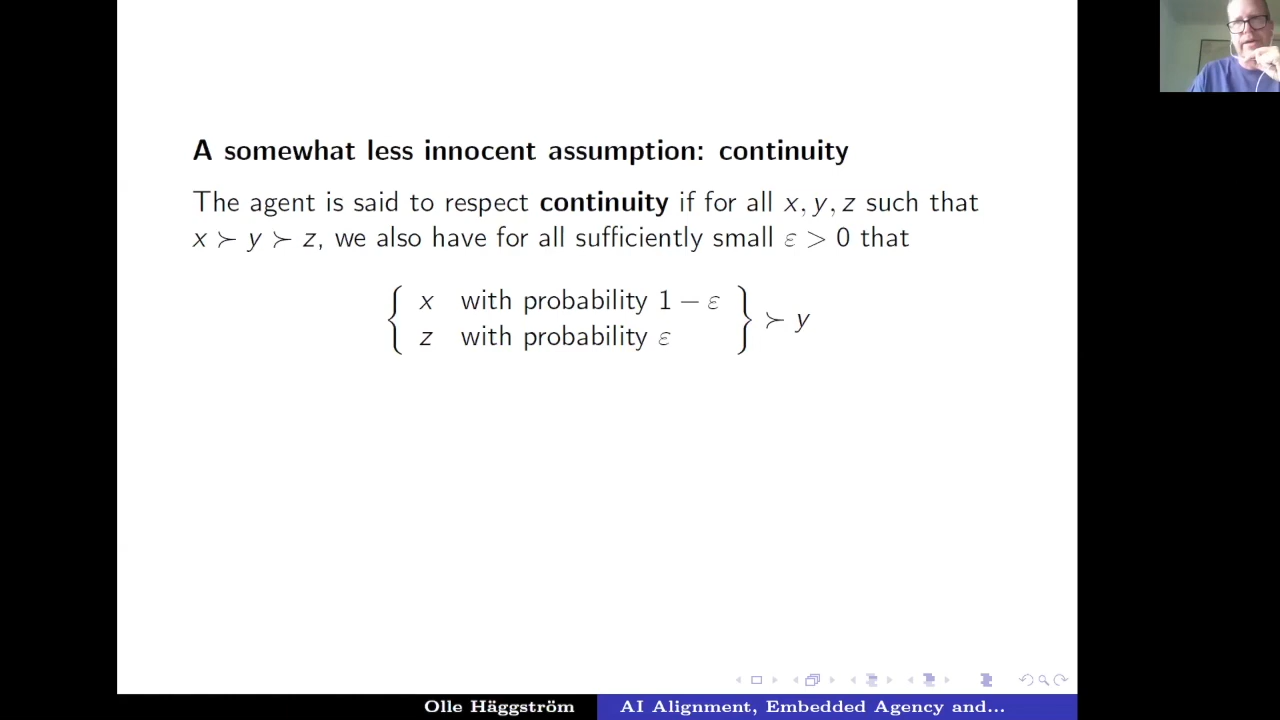 A somewhat less innocent assumption: continuity
The agent is said to respect continuity if for all x, y, z such that
x ≻ y ≻ z, we also have for all sufficiently small ε > 0 that
{ x with probability 1 − ε
z with probability ε } ≻ y
Olle Häggström
AI Alignment, Embedded Agency and...